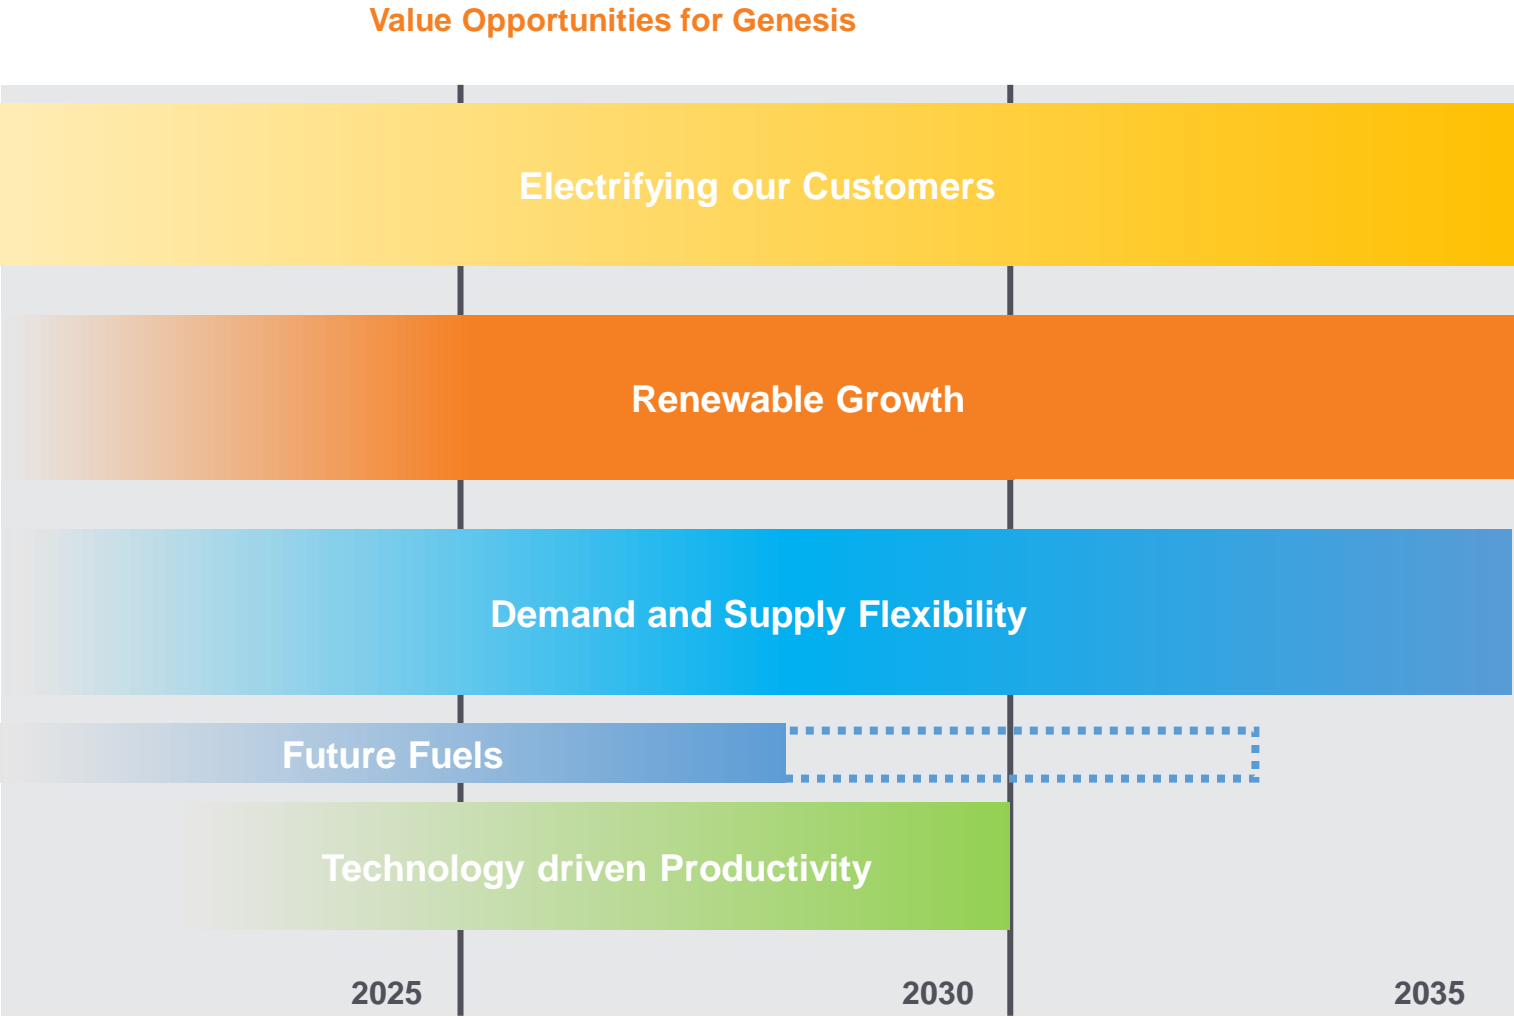 Value Opportunities for Genesis
Electrifying our Customers
Renewable Growth
Demand and Supply Flexibility
Future Fuels
Technology driven Productivity
2025
2030
2035